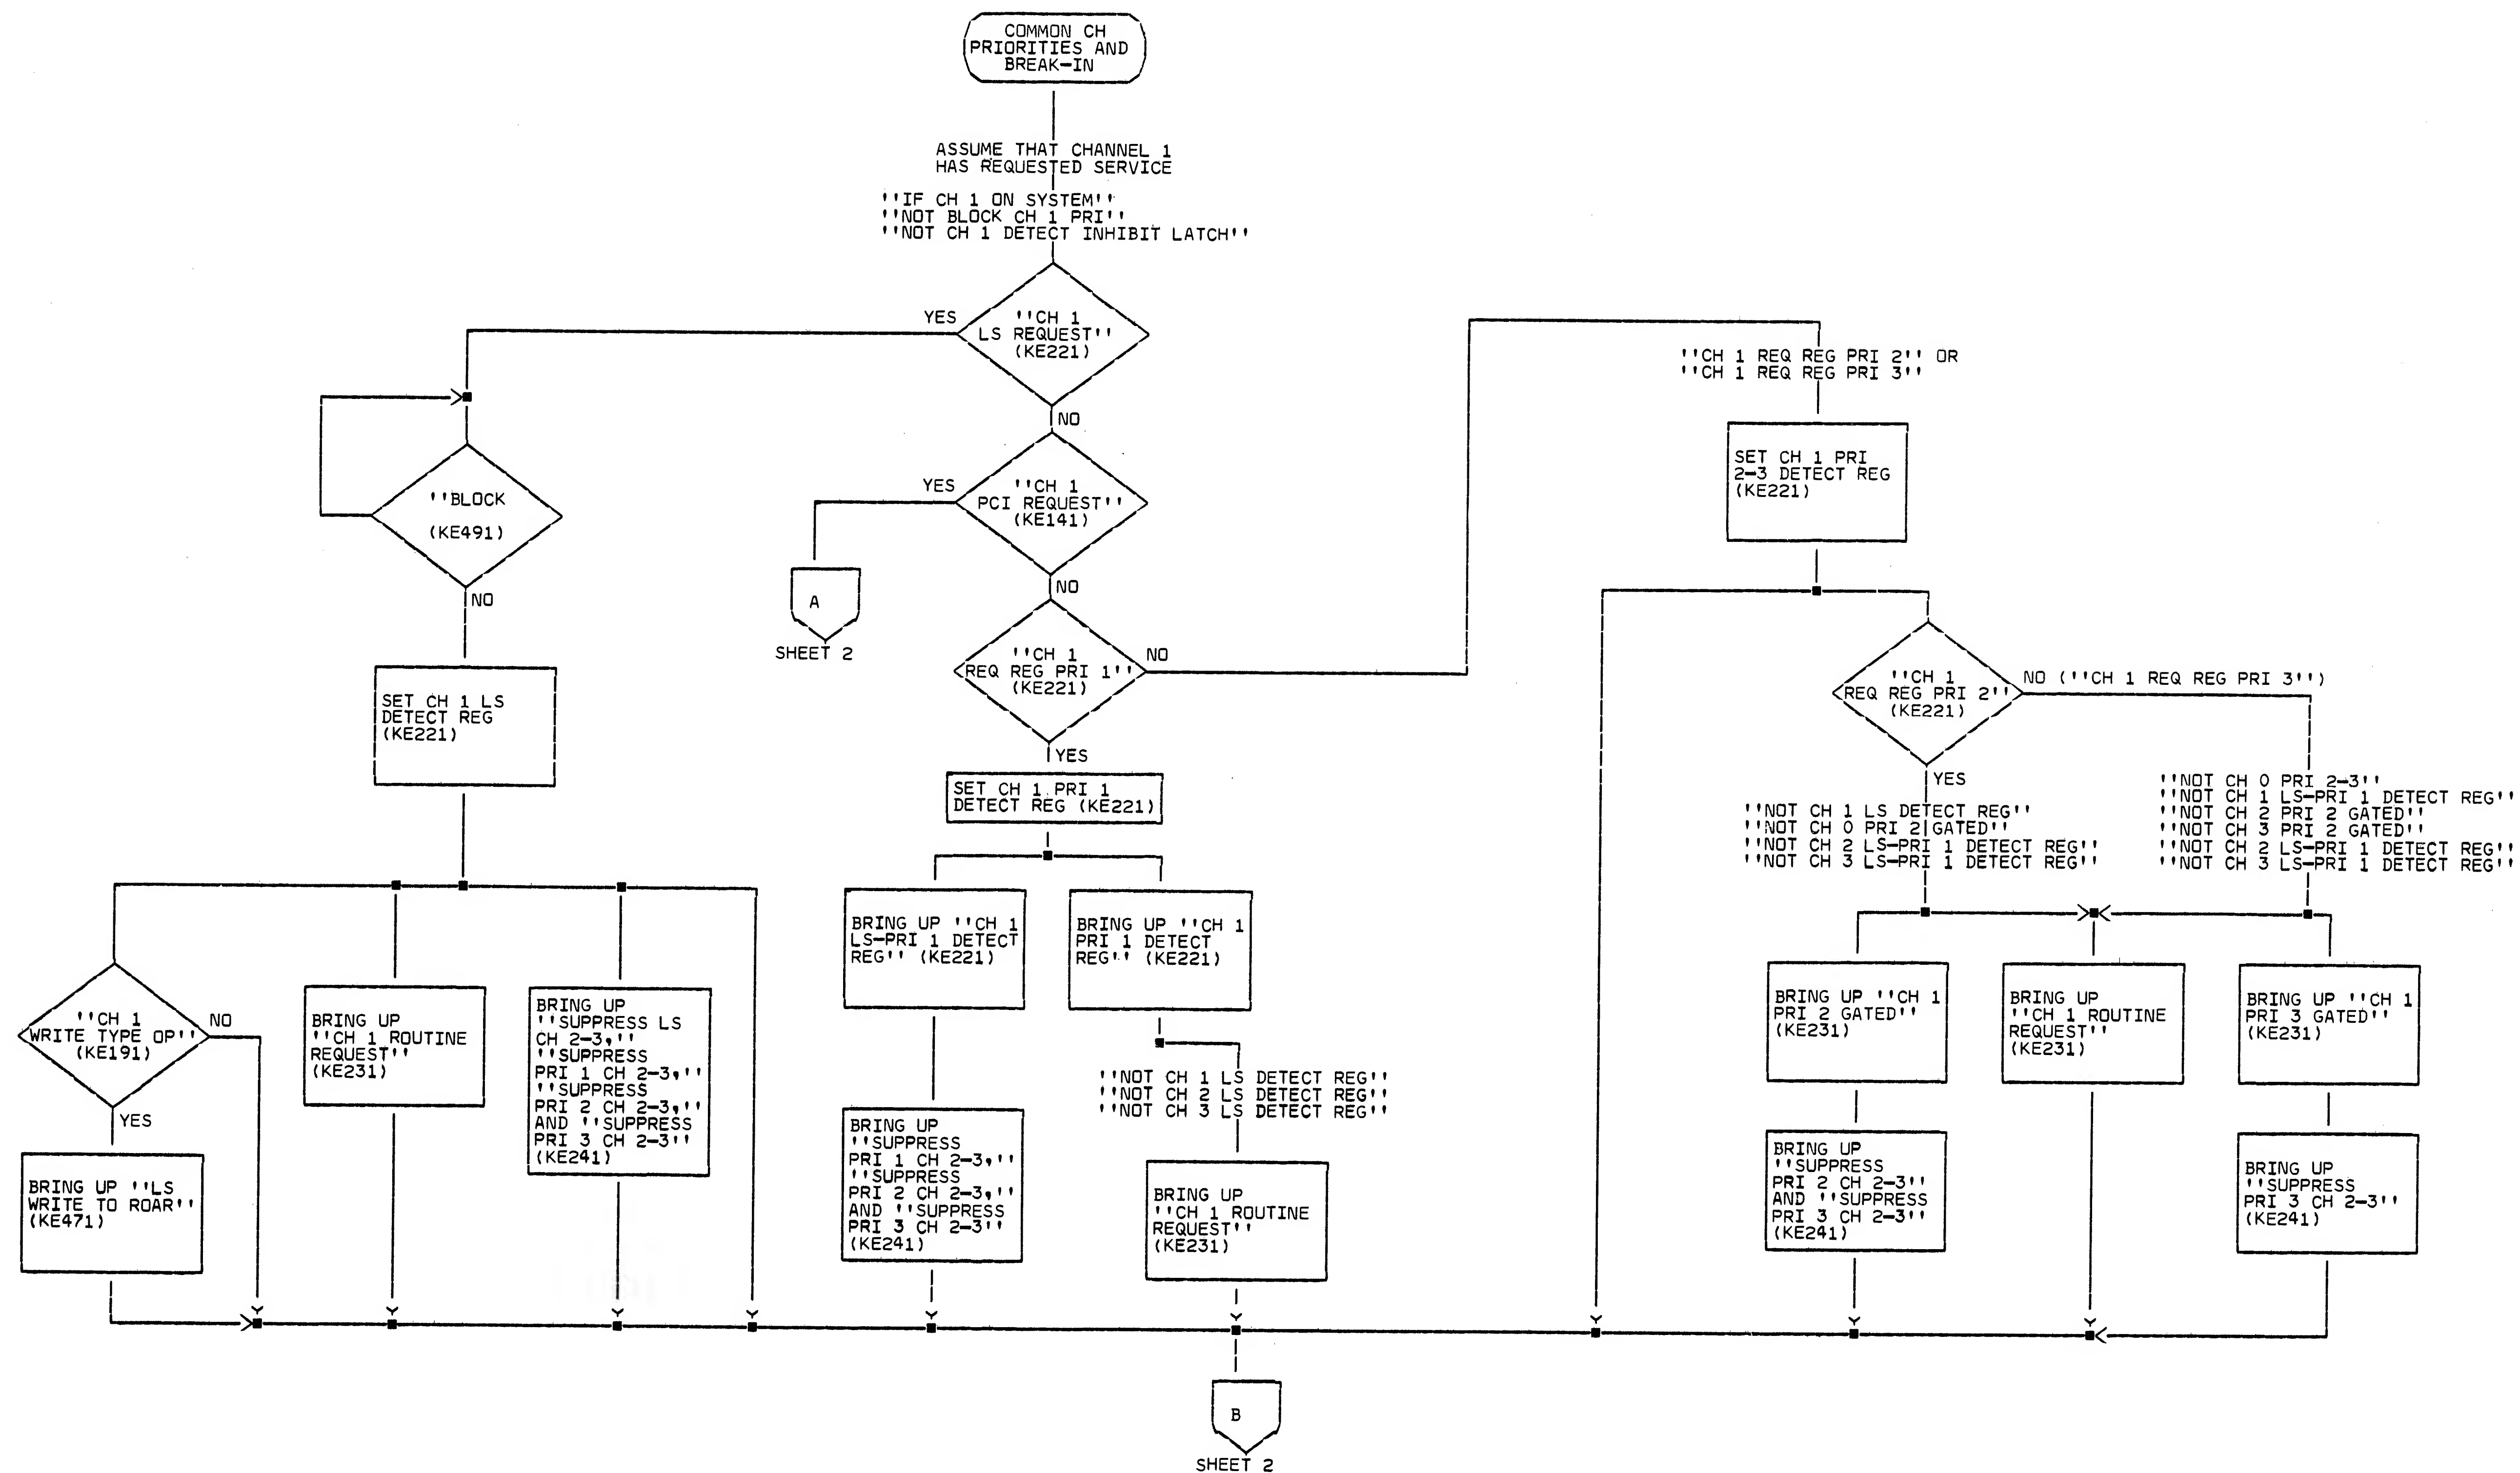 COMMON CH
PRIORITIES AND
BREAK-IN
ASSUME THAT CHANNEL 1
HAS REQUESTED SERVICE
''IF CH 1 ON SYSTEM''
''NOT BLOCK CH 1 PRI''
''NOT CH 1 DETECT INHIBIT LATCH''
YES
''CH 1
LS REQUEST''
(KE221)
NO
''CH 1 REQ REG PRI 2'' OR
''CH 1 REQ REG PRI 3''
''BLOCK
(KE491)
NO
YES
''CH 1
PCI REQUEST''
(KE141)
NO
A
SHEET 2
SET CH 1 PRI
2-3 DETECT REG
(KE221)
SET CH 1 LS
DETECT REG
(KE221)
''CH 1
REQ REG PRI 1''
(KE221)
NO
YES
SET CH 1 PRI 1
DETECT REG (KE221)
''CH 1
REQ REG PRI 2''
(KE221)
NO (''CH 1 REQ REG PRI 3'')
YES
''NOT CH 1 LS DETECT REG''
''NOT CH 0 PRI 2 GATED''
''NOT CH 2 LS-PRI 1 DETECT REG''
''NOT CH 3 LS-PRI 1 DETECT REG''
''NOT CH 0 PRI 2-3''
''NOT CH 1 LS-PRI 1 DETECT REG''
''NOT CH 2 PRI 2 GATED''
''NOT CH 3 PRI 2 GATED''
''NOT CH 2 LS-PRI 1 DETECT REG''
''NOT CH 3 LS-PRI 1 DETECT REG''
''CH 1
WRITE TYPE OP''
(KE191)
NO
YES
BRING UP ''LS
WRITE TO ROAR''
(KE471)
BRING UP
''CH 1 ROUTINE
REQUEST''
(KE231)
BRING UP
''SUPPRESS LS
CH 2-3,''
''SUPPRESS
PRI 1 CH 2-3,''
''SUPPRESS
PRI 2 CH 2-3,''
AND ''SUPPRESS
PRI 3 CH 2-3''
(KE241)
BRING UP ''CH 1
LS-PRI 1 DETECT
REG'' (KE221)
BRING UP
''SUPPRESS
PRI 1 CH 2-3,''
''SUPPRESS
PRI 2 CH 2-3,''
AND ''SUPPRESS
PRI 3 CH 2-3''
(KE241)
BRING UP ''CH 1
PRI 1 DETECT
REG'' (KE221)
''NOT CH 1 LS DETECT REG''
''NOT CH 2 LS DETECT REG''
''NOT CH 3 LS DETECT REG''
BRING UP
''CH 1 ROUTINE
REQUEST''
(KE231)
BRING UP ''CH 1
PRI 2 GATED''
(KE231)
BRING UP
''SUPPRESS
PRI 2 CH 2-3''
AND ''SUPPRESS
PRI 3 CH 2-3''
(KE241)
BRING UP
''CH 1 ROUTINE
REQUEST''
(KE231)
BRING UP ''CH 1
PRI 3 GATED''
(KE231)
BRING UP
''SUPPRESS
PRI 3 CH 2-3''
(KE241)
B
SHEET 2